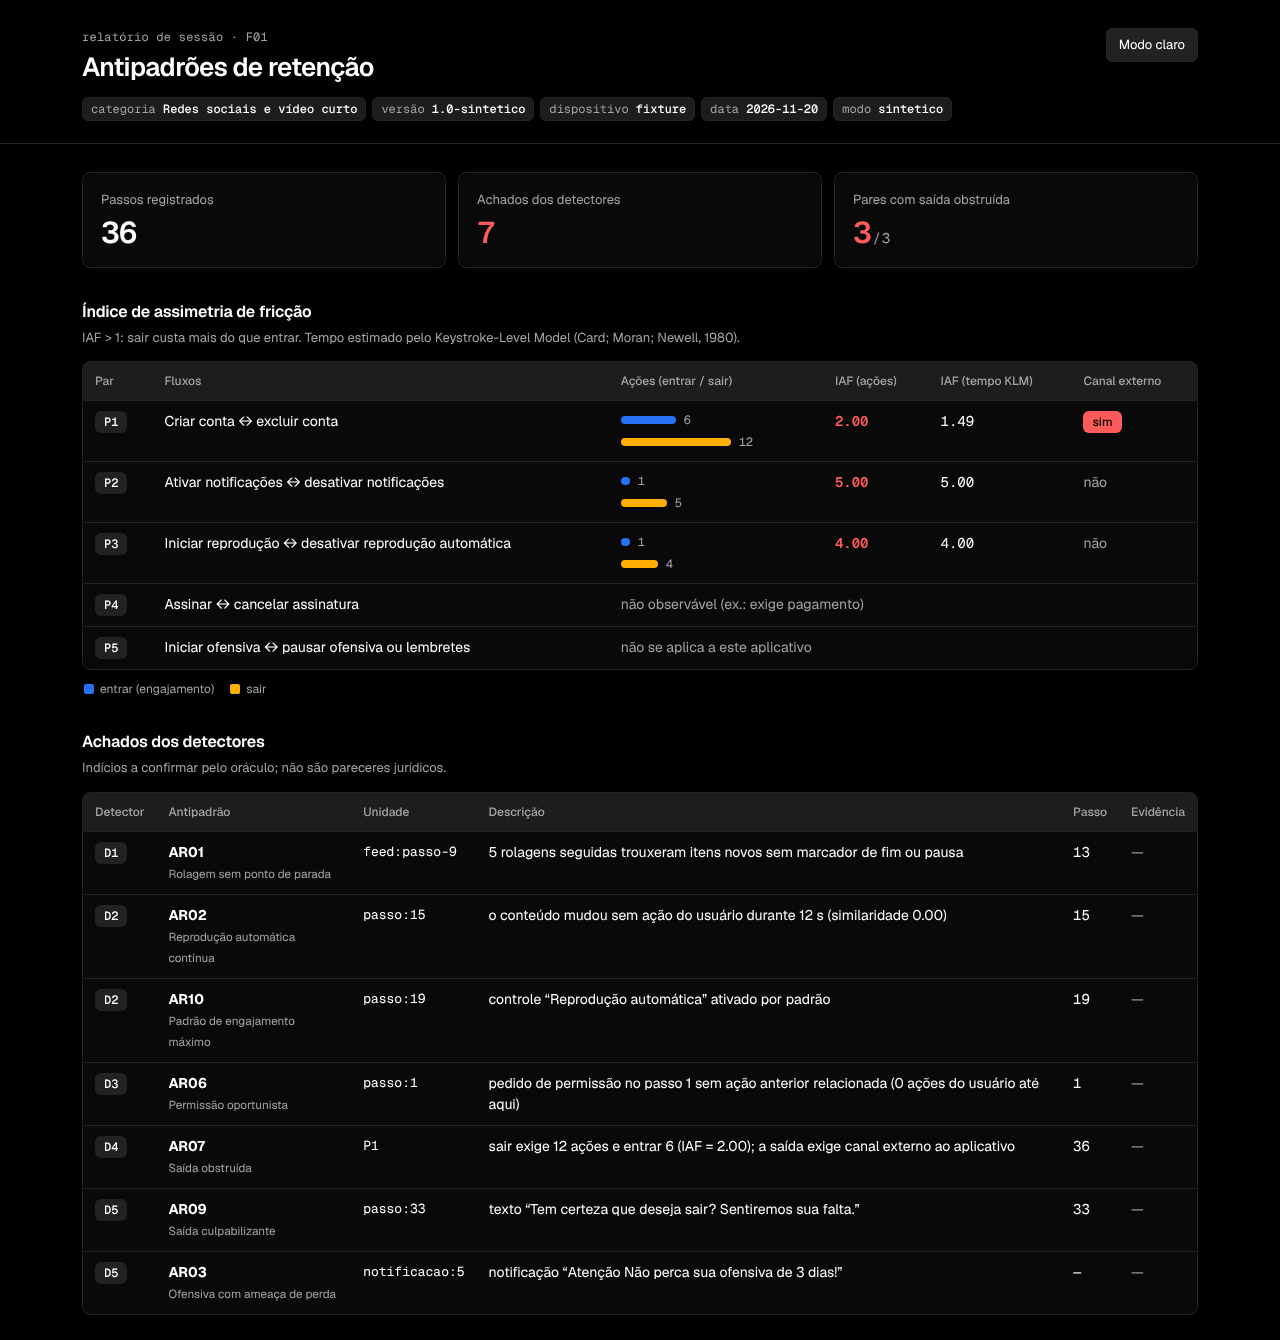 relatório de sessão · F01
Modo claro
Antipadrões de retenção
categoria Redes sociais e vídeo curto
versão 1.0-sintetico
dispositivo fixture
data 2026-11-20
modo sintetico
Passos registrados
36
Achados dos detectores
7
Pares com saída obstruída
3 / 3
Índice de assimetria de fricção
IAF > 1: sair custa mais do que entrar. Tempo estimado pelo Keystroke-Level Model (Card; Moran; Newell, 1980).
Par Fluxos Ações (entrar / sair) IAF (ações) IAF (tempo KLM) Canal externo
P1 Criar conta ↔ excluir conta 6 2.00 1.49 sim
12
P2 Ativar notificações ↔ desativar notificações 1 5.00 5.00 não
5
P3 Iniciar reprodução ↔ desativar reprodução automática 1 4.00 4.00 não
4
P4 Assinar ↔ cancelar assinatura não observável (ex.: exige pagamento)
P5 Iniciar ofensiva ↔ pausar ofensiva ou lembretes não se aplica a este aplicativo
entrar (engajamento) sair
Achados dos detectores
Indícios a confirmar pelo oráculo; não são pareceres jurídicos.
Detector Antipadrão Unidade Descrição Passo Evidência
D1 AR01 feed:passo-9 5 rolagens seguidas trouxeram itens novos sem marcador de fim ou pausa 13 —
Rolagem sem ponto de parada
D2 AR02 passo:15 o conteúdo mudou sem ação do usuário durante 12 s (similaridade 0.00) 15 —
Reprodução automática
contínua
D2 AR10 passo:19 controle “Reprodução automática” ativado por padrão 19 —
Padrão de engajamento
máximo
D3 AR06 passo:1 pedido de permissão no passo 1 sem ação anterior relacionada (0 ações do usuário até 1 —
Permissão oportunista aqui)
D4 AR07 P1 sair exige 12 ações e entrar 6 (IAF = 2.00); a saída exige canal externo ao aplicativo 36 —
Saída obstruída
D5 AR09 passo:33 texto “Tem certeza que deseja sair? Sentiremos sua falta.” 33 —
Saída culpabilizante
D5 AR03 notificacao:5 notificação “Atenção Não perca sua ofensiva de 3 dias!” – —
Ofensiva com ameaça de perda